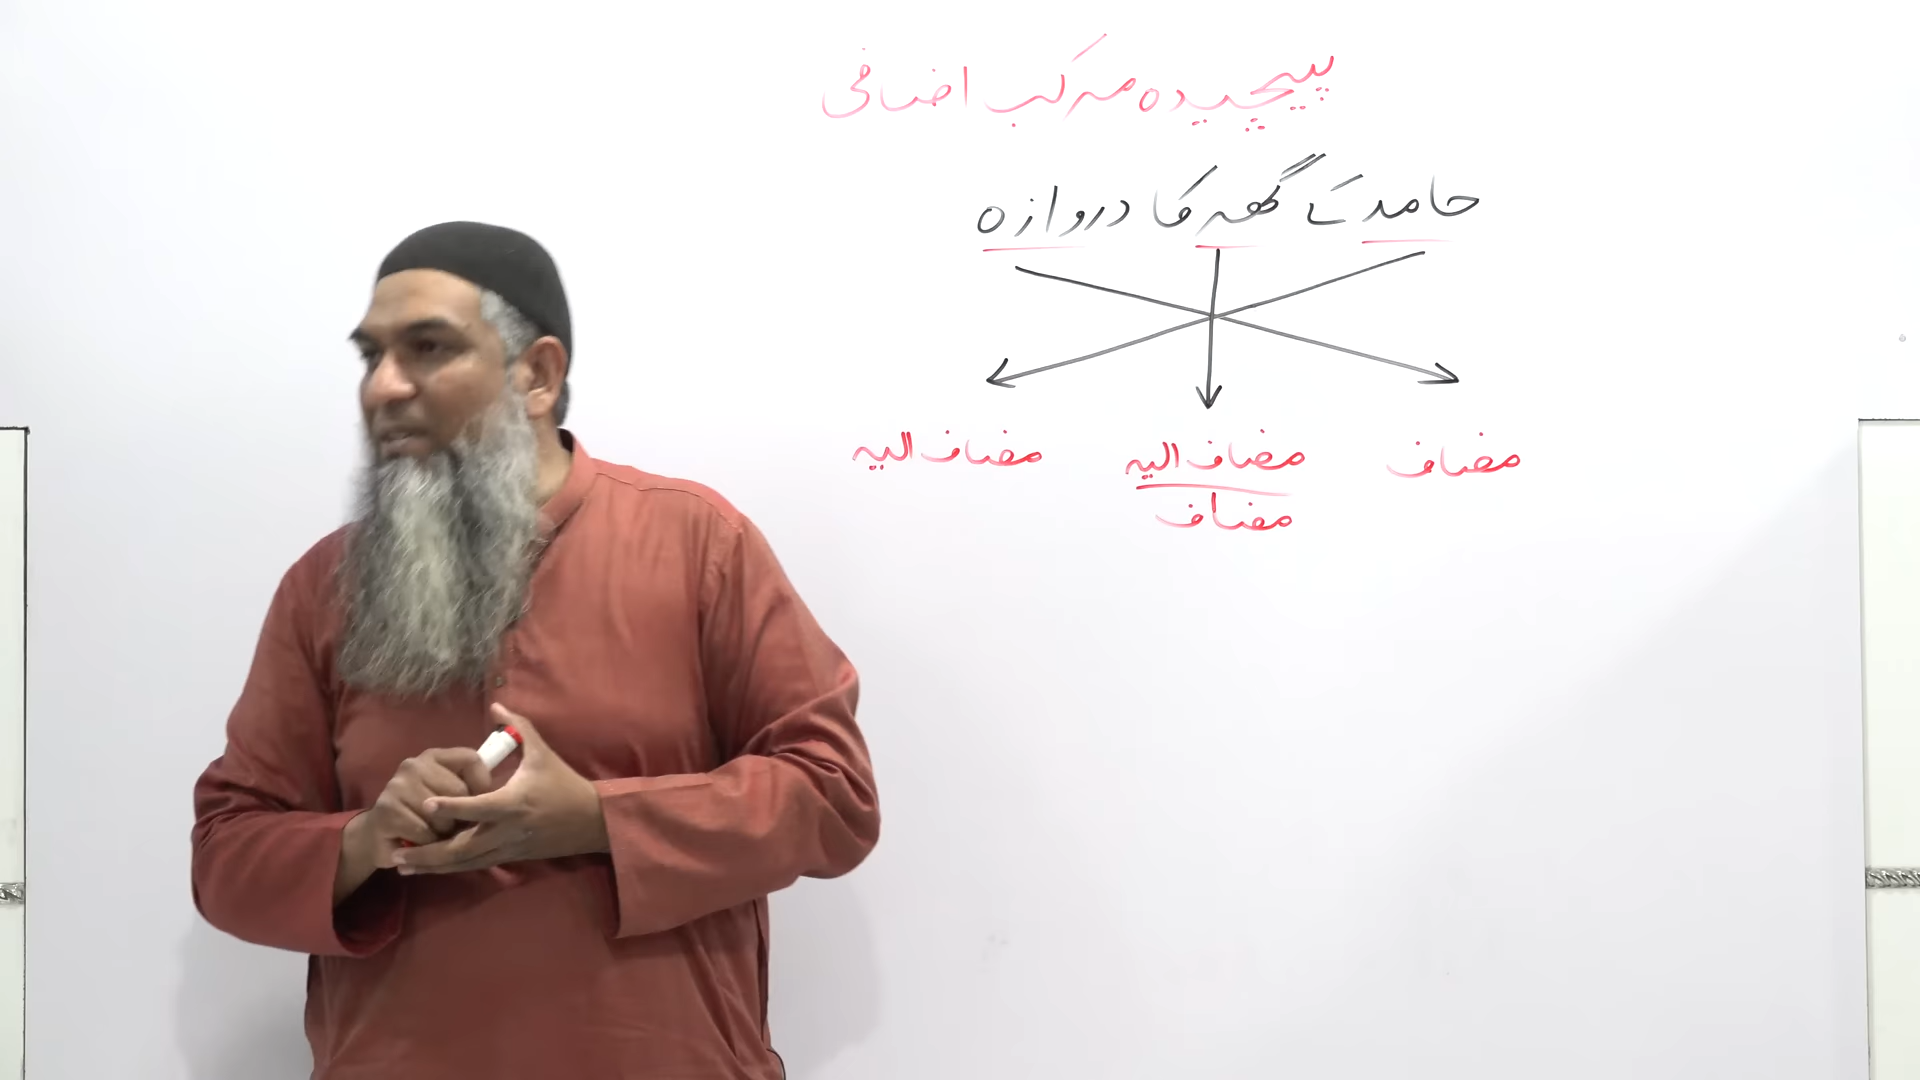 پیچیدہ مرکب اضافی
حامد کے گھر کا دروازہ
مضاف مضاف الیہ مضاف الیہ
مضاف